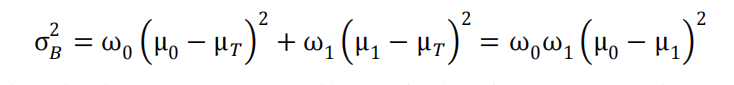 σ_B^2 = ω_0 (μ_0 − μ_T)^2 + ω_1 (μ_1 − μ_T)^2 = ω_0 ω_1 (μ_0 − μ_1)^2